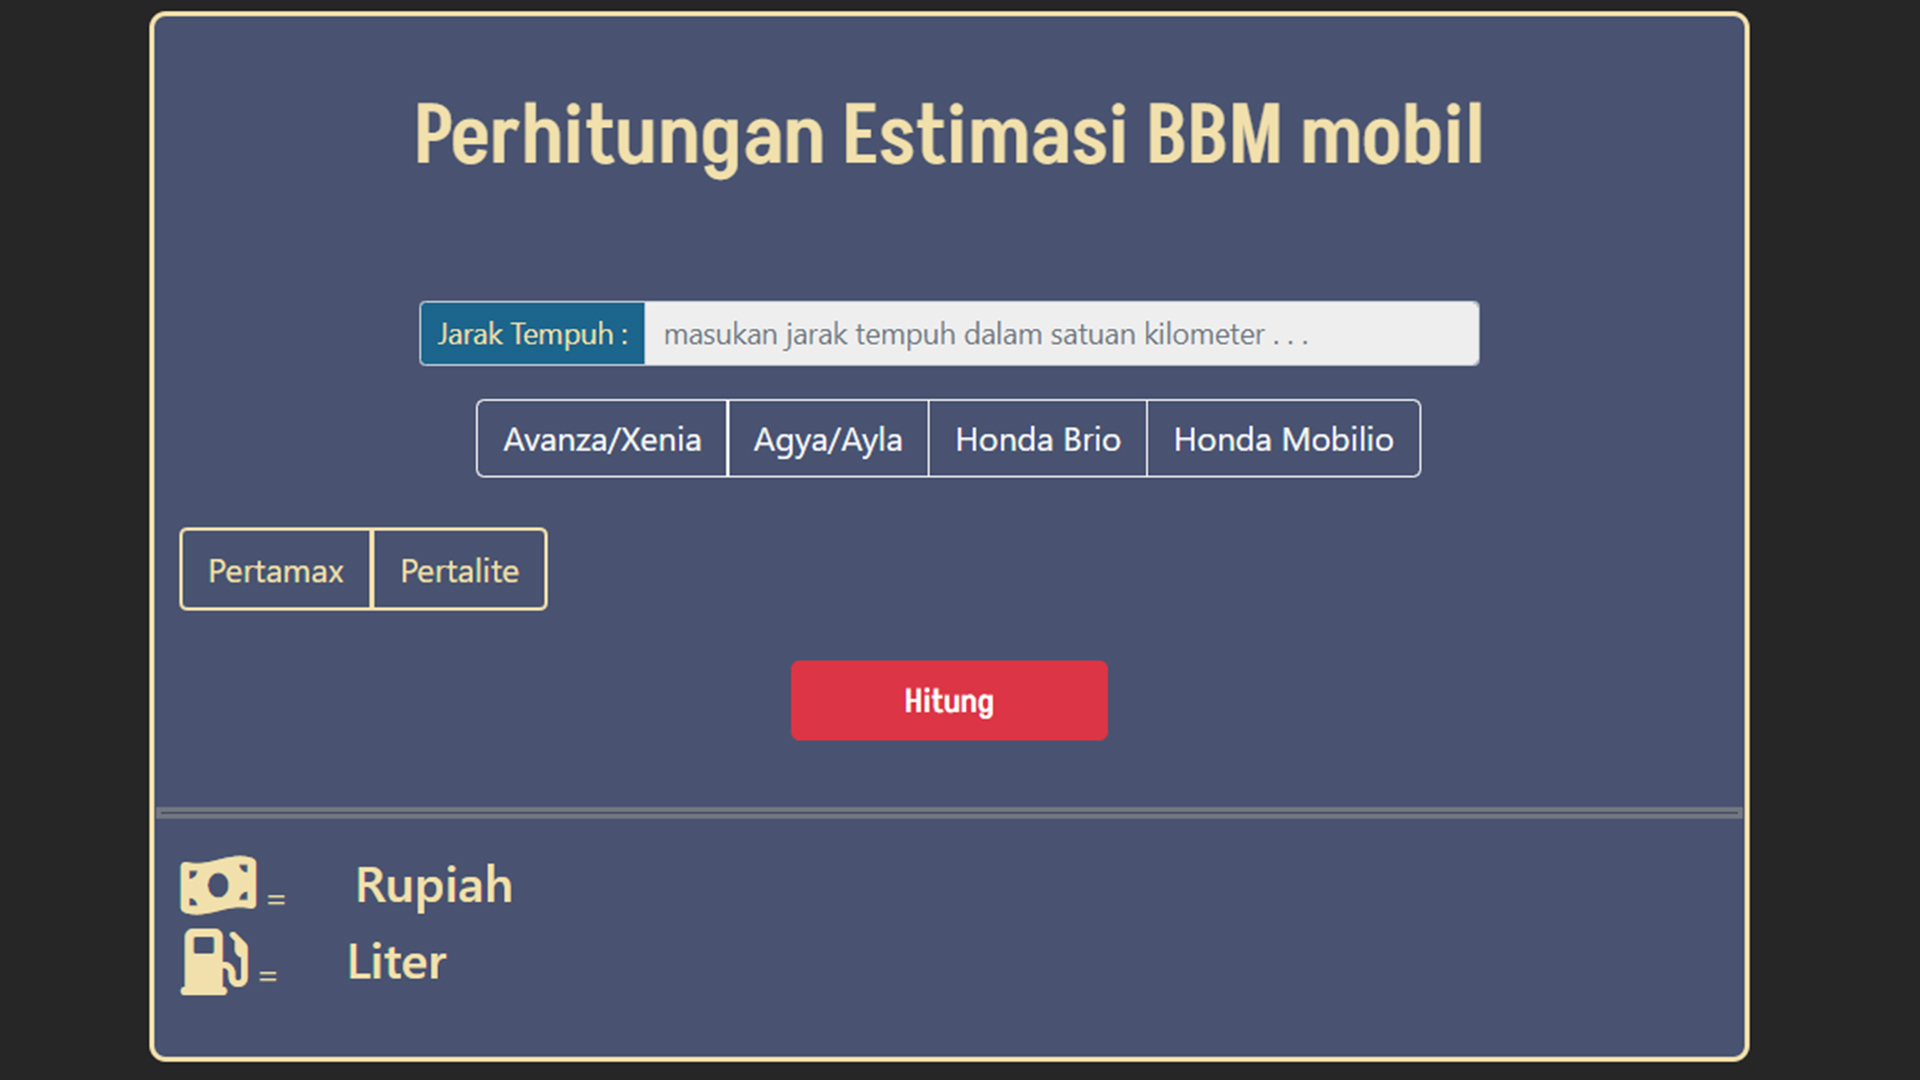 Perhitungan Estimasi BBM mobil
Jarak Tempuh : masukan jarak tempuh dalam satuan kilometer . . .
Avanza/Xenia Agya/Ayla Honda Brio Honda Mobilio
Pertamax Pertalite
Hitung
= Rupiah
= Liter